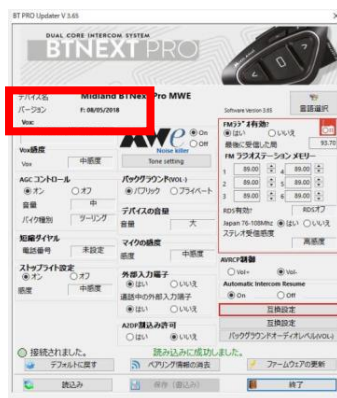 BT PRO Updater V 3.65
DUAL CORE INTERCOM SYSTEM
BTNEXT PRO
デバイス名 Midland BTNext Pro MWE
バージョン F: 08/05/2018
Software Version 3.65
言語選択
Vox:
Vox感度
Vox 中感度
MWE
Noise killer
On
Off
Tone setting
FMラジオ有効?
はい いいえ
On
最後に受信した局 93.70
FM ラジオステーション メモリー
1 89.00 4 89.00
2 89.00 5 89.00
3 89.00 6 89.00
RDS有効? RDSオフ
Japan 76-108Mhz はい いいえ
ステレオ受信感度
高感度
AGC コントロール
オン オフ
音量 中
バイク種別 ツーリング
バックグラウンド(VOL-)
パブリック プライベート
デバイスの音量
音量 大
短縮ダイヤル
電話番号 未設定
マイクの感度
感度 中感度
AVRCP制御
Vol+ Vol-
ストップライト設定
オン オフ
感度 中感度
外部入力端子
はい いいえ
通話中の外部入力端子
はい いいえ
Automatic Intercom Resume
On Off
互換設定
互換設定
A2DP割込み許可
はい いいえ
バックグラウンドオーディオレベル(VOL-)
接続されました。 読み込みに成功しました。
デフォルトに戻す ペアリング情報の消去 ファームウェアの更新
読込み 保存(書込み) 終了